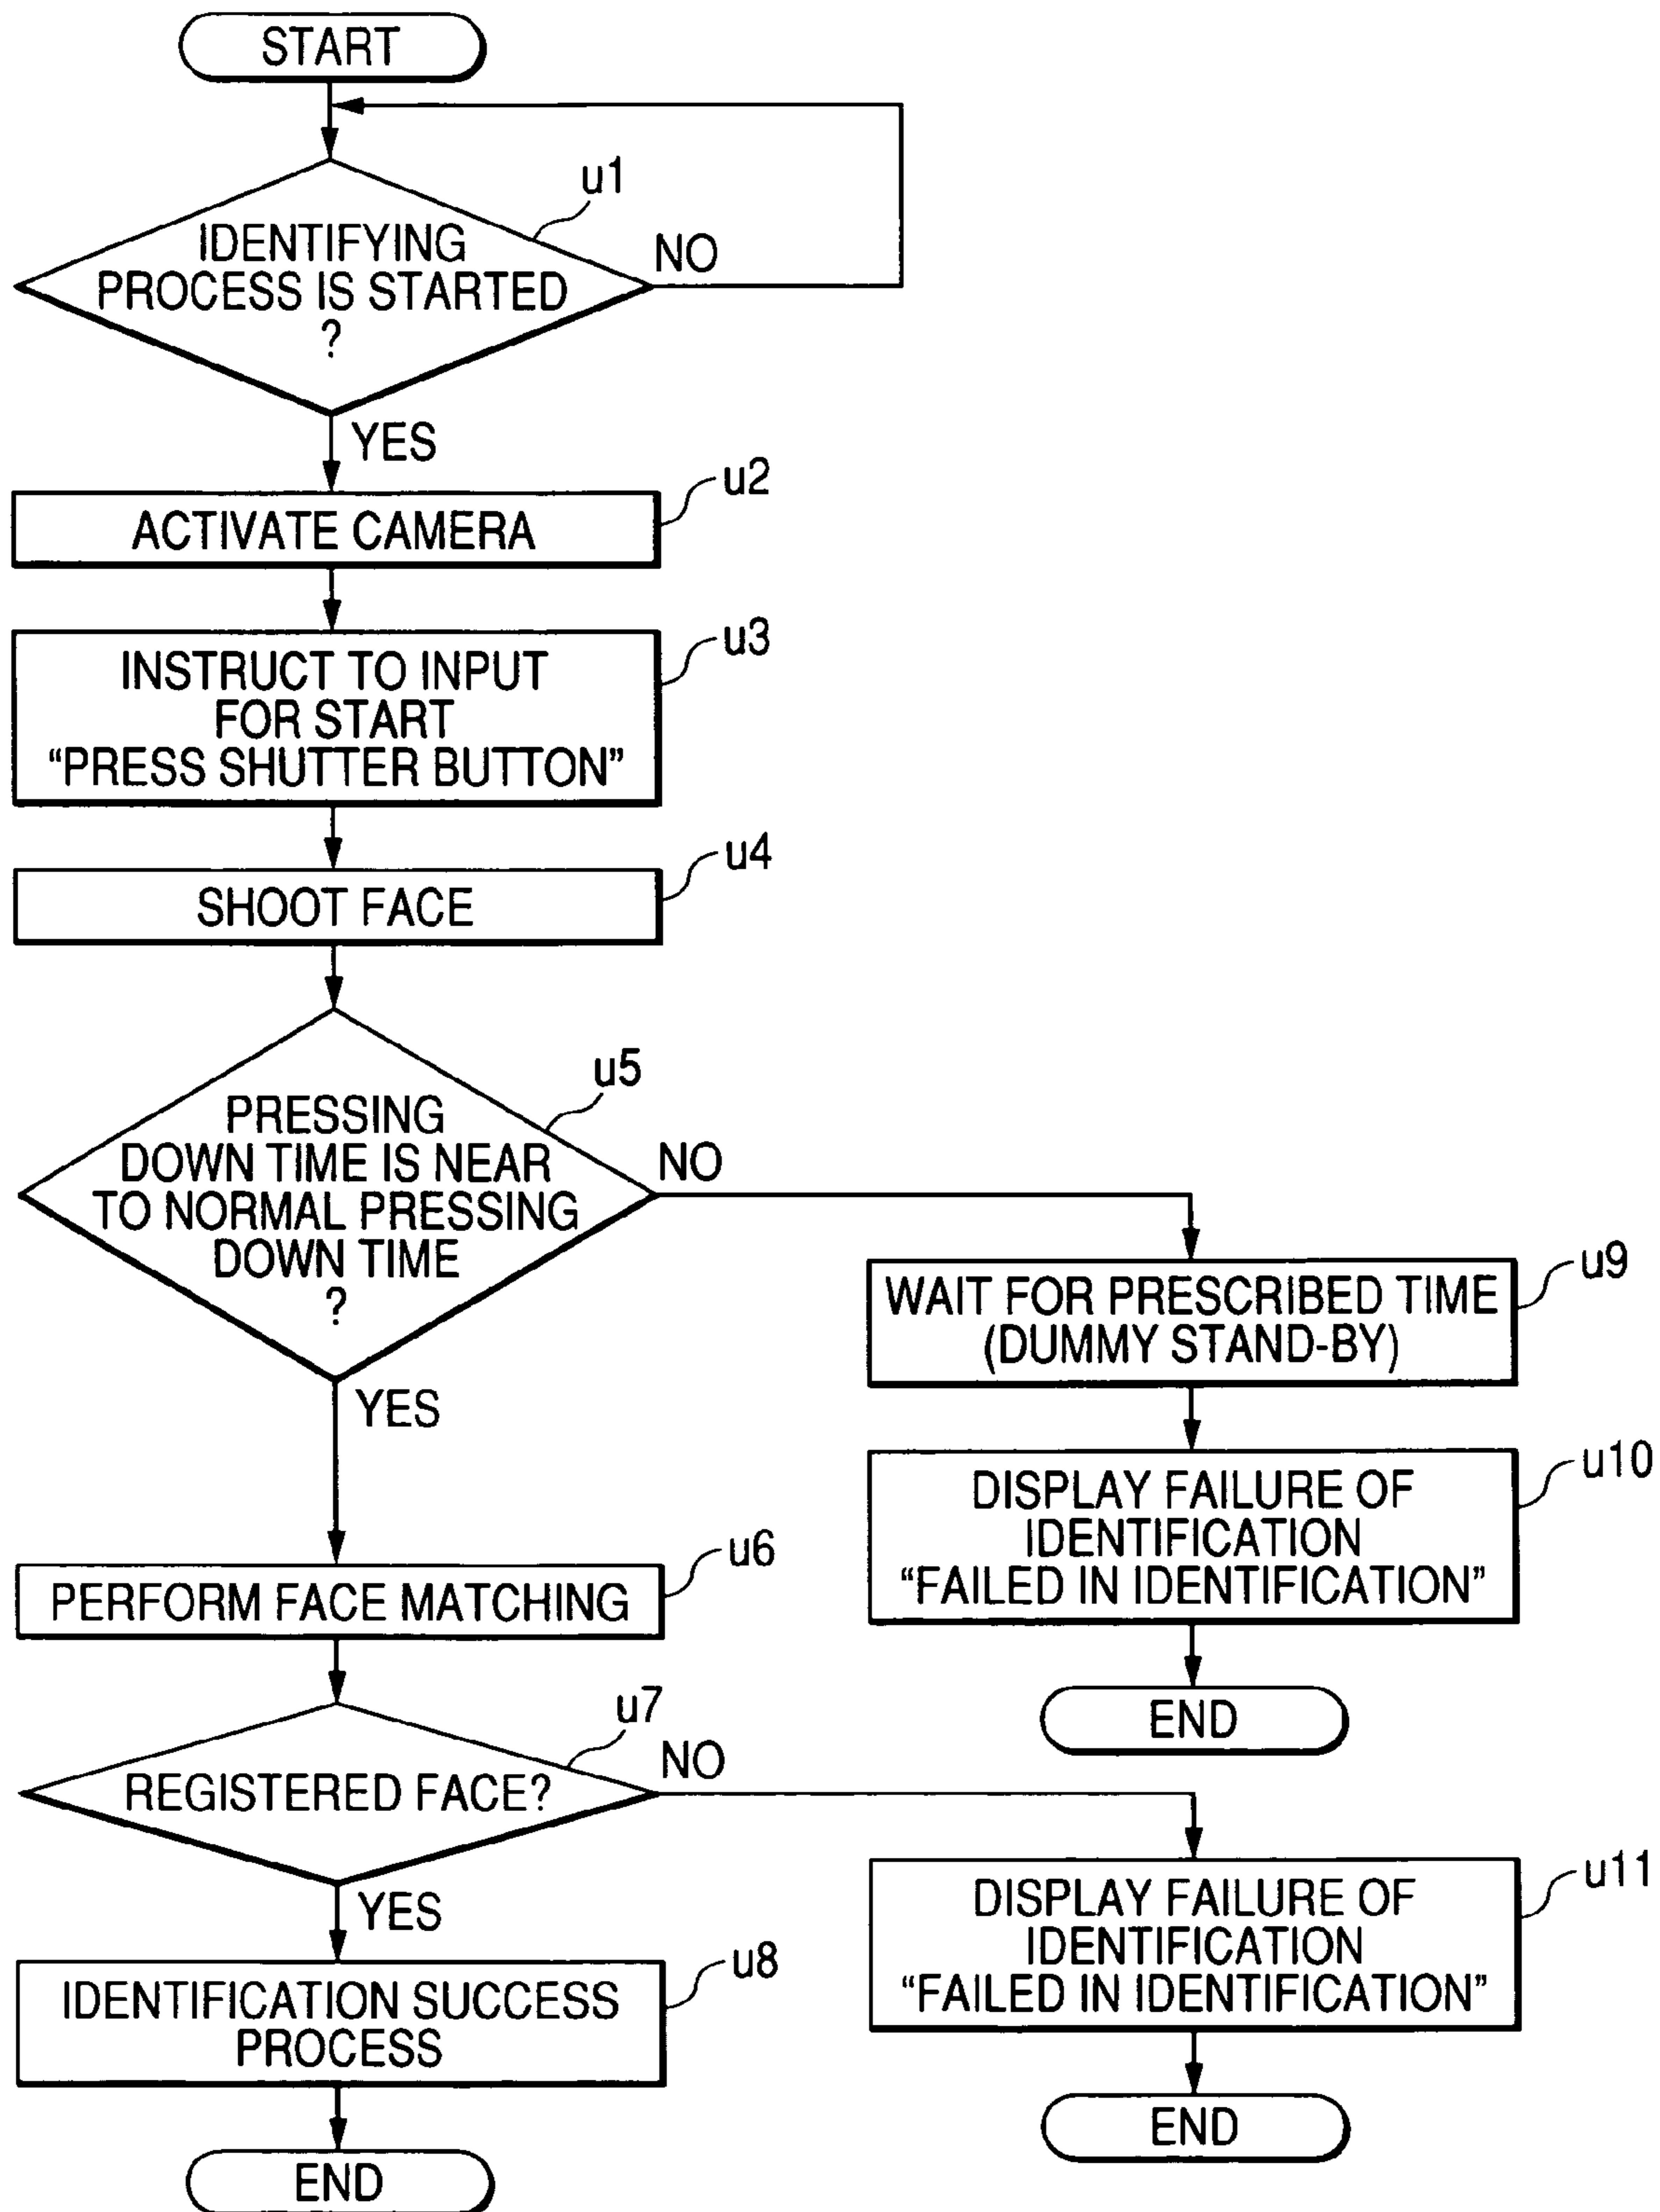 START
u1
IDENTIFYING
PROCESS IS STARTED
?
NO
YES
u2
ACTIVATE CAMERA
u3
INSTRUCT TO INPUT
FOR START
“PRESS SHUTTER BUTTON”
u4
SHOOT FACE
u5
PRESSING
DOWN TIME IS NEAR
TO NORMAL PRESSING
DOWN TIME
?
NO
YES
u9
WAIT FOR PRESCRIBED TIME
(DUMMY STAND-BY)
u10
DISPLAY FAILURE OF
IDENTIFICATION
“FAILED IN IDENTIFICATION”
END
u6
PERFORM FACE MATCHING
u7
REGISTERED FACE?
NO
YES
u11
DISPLAY FAILURE OF
IDENTIFICATION
“FAILED IN IDENTIFICATION”
END
u8
IDENTIFICATION SUCCESS
PROCESS
END